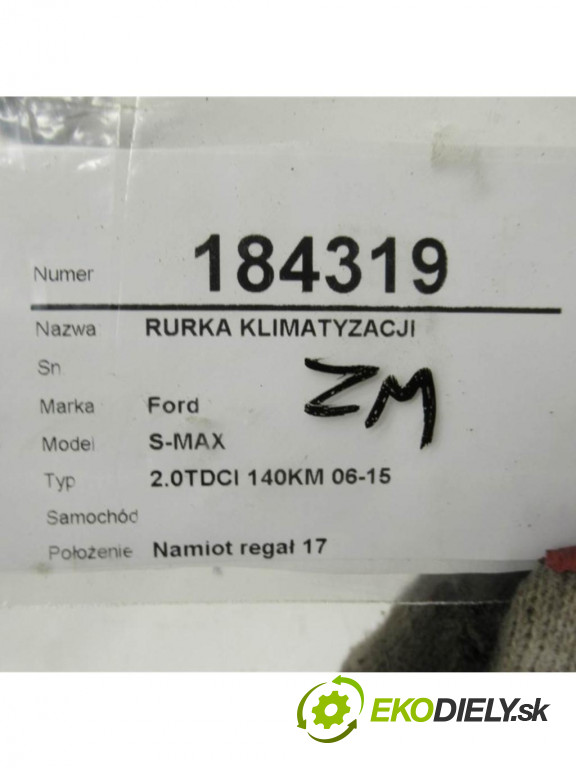 Numer 184319
Nazwa RURKA KLIMATYZACJI
Sn
ZM
Marka Ford
Model S-MAX
Typ 2.0TDCI 140KM 06-15
Samochód
Położenie Namiot regał 17
EKODIELY.sk